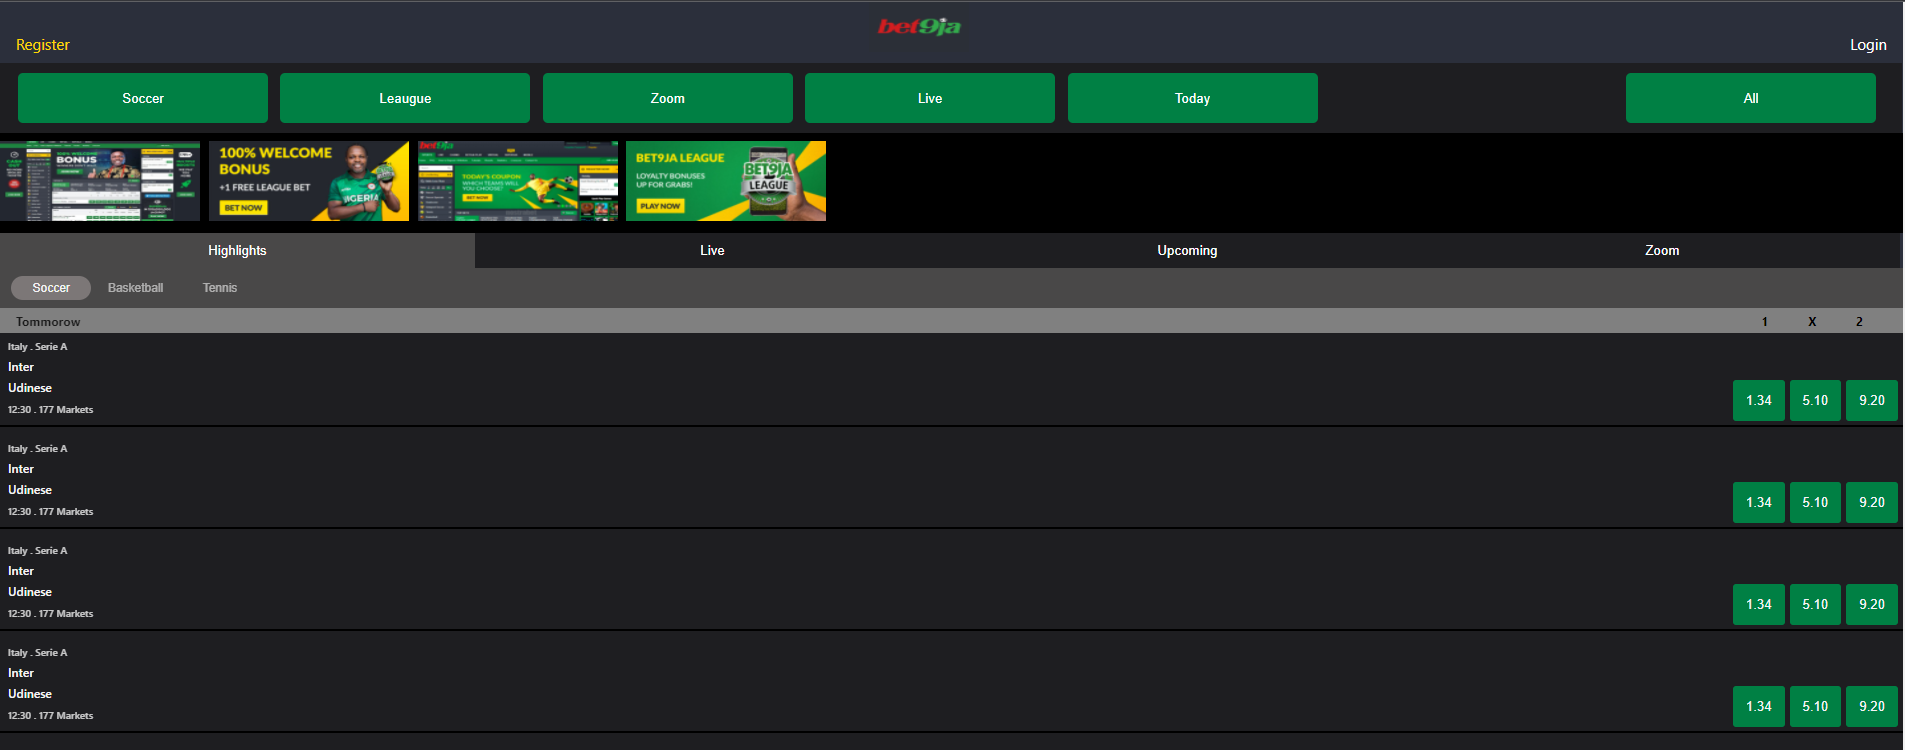 bet9ja
Register
Login
Soccer
Leaugue
Zoom
Live
Today
All
BONUS
100% WELCOME
BONUS
+1 FREE LEAGUE BET
BET NOW
NIGERIA
TODAY'S COUPON
WHICH TEAMS WILL
YOU CHOOSE?
BET NOW
BET9JA LEAGUE
LOYALTY BONUSES
UP FOR GRABS!
PLAY NOW
BET9JA
LEAGUE
Highlights
Live
Upcoming
Zoom
Soccer
Basketball
Tennis
Tommorow
1 X 2
Italy . Serie A
Inter
Udinese
12:30 . 177 Markets
1.34 5.10 9.20
Italy . Serie A
Inter
Udinese
12:30 . 177 Markets
1.34 5.10 9.20
Italy . Serie A
Inter
Udinese
12:30 . 177 Markets
1.34 5.10 9.20
Italy . Serie A
Inter
Udinese
12:30 . 177 Markets
1.34 5.10 9.20